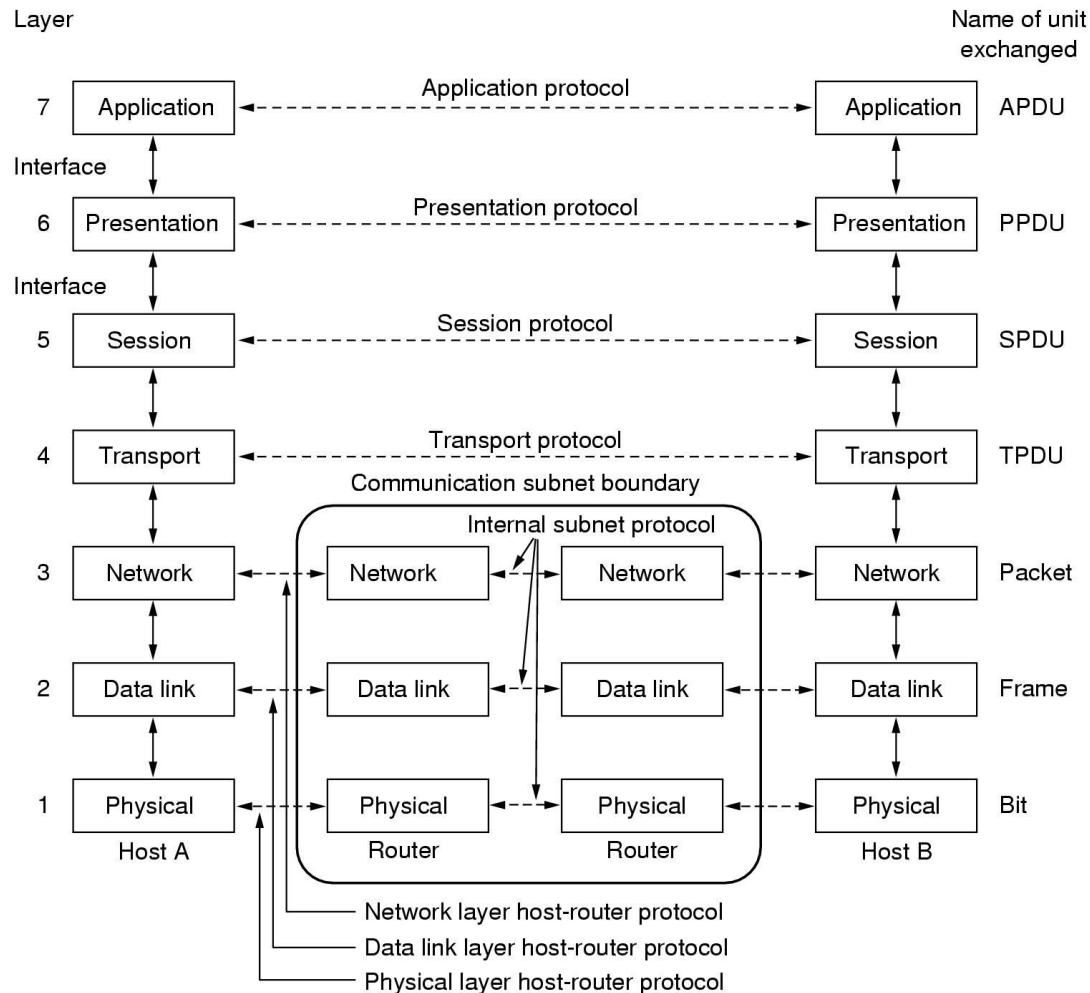 Layer
Name of unit
exchanged
Application protocol
7
Application
Application
APDU
Interface
Presentation protocol
6
Presentation
Presentation
PPDU
Interface
Session protocol
5
Session
Session
SPDU
Transport protocol
4
Transport
Transport
TPDU
Communication subnet boundary
Internal subnet protocol
3
Network
Network
Network
Network
Packet
2
Data link
Data link
Data link
Data link
Frame
1
Physical
Physical
Physical
Physical
Bit
Host A
Router
Router
Host B
Network layer host-router protocol
Data link layer host-router protocol
Physical layer host-router protocol